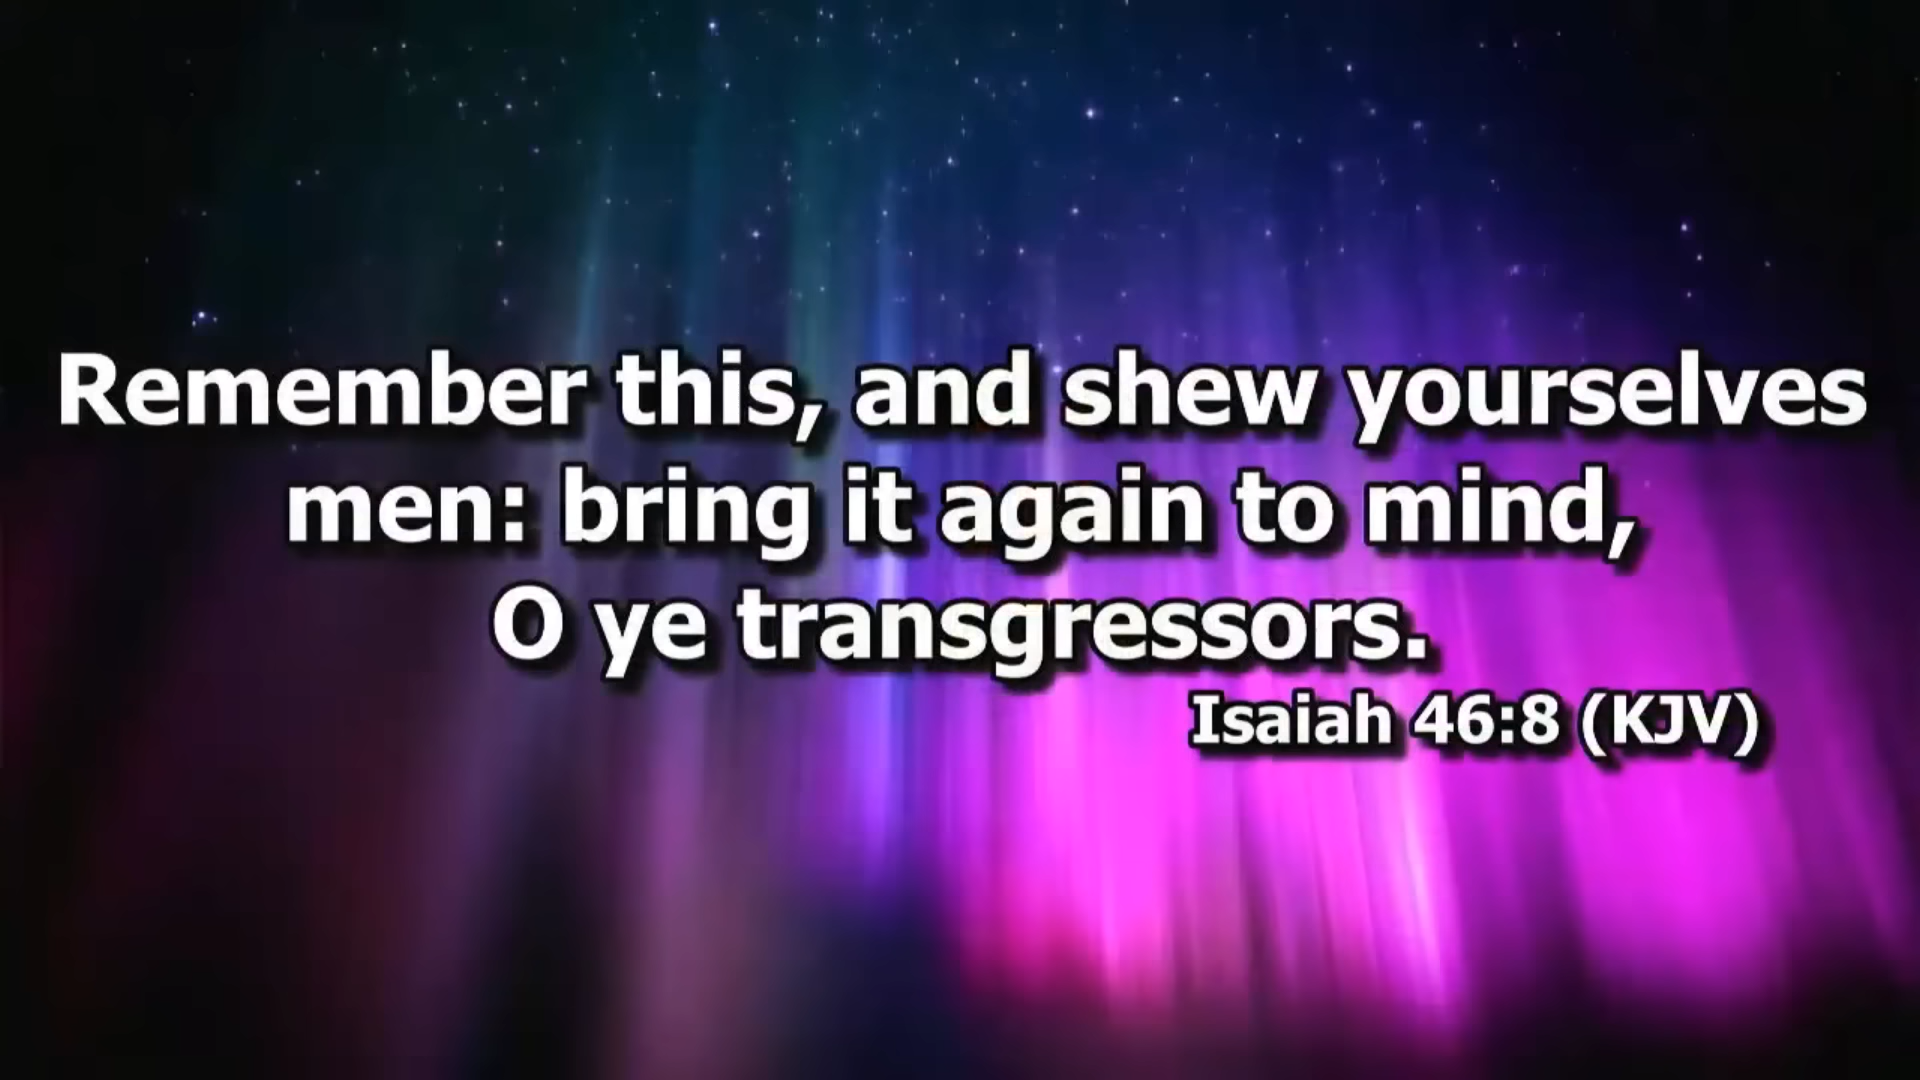 Remember this, and shew yourselves
men: bring it again to mind,
O ye transgressors.
Isaiah 46:8 (KJV)